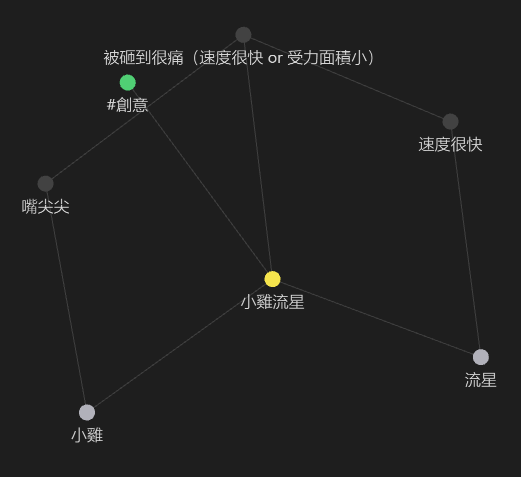 被砸到很痛（速度很快 or 受力面積小）
#創意
速度很快
嘴尖尖
小雞流星
流星
小雞